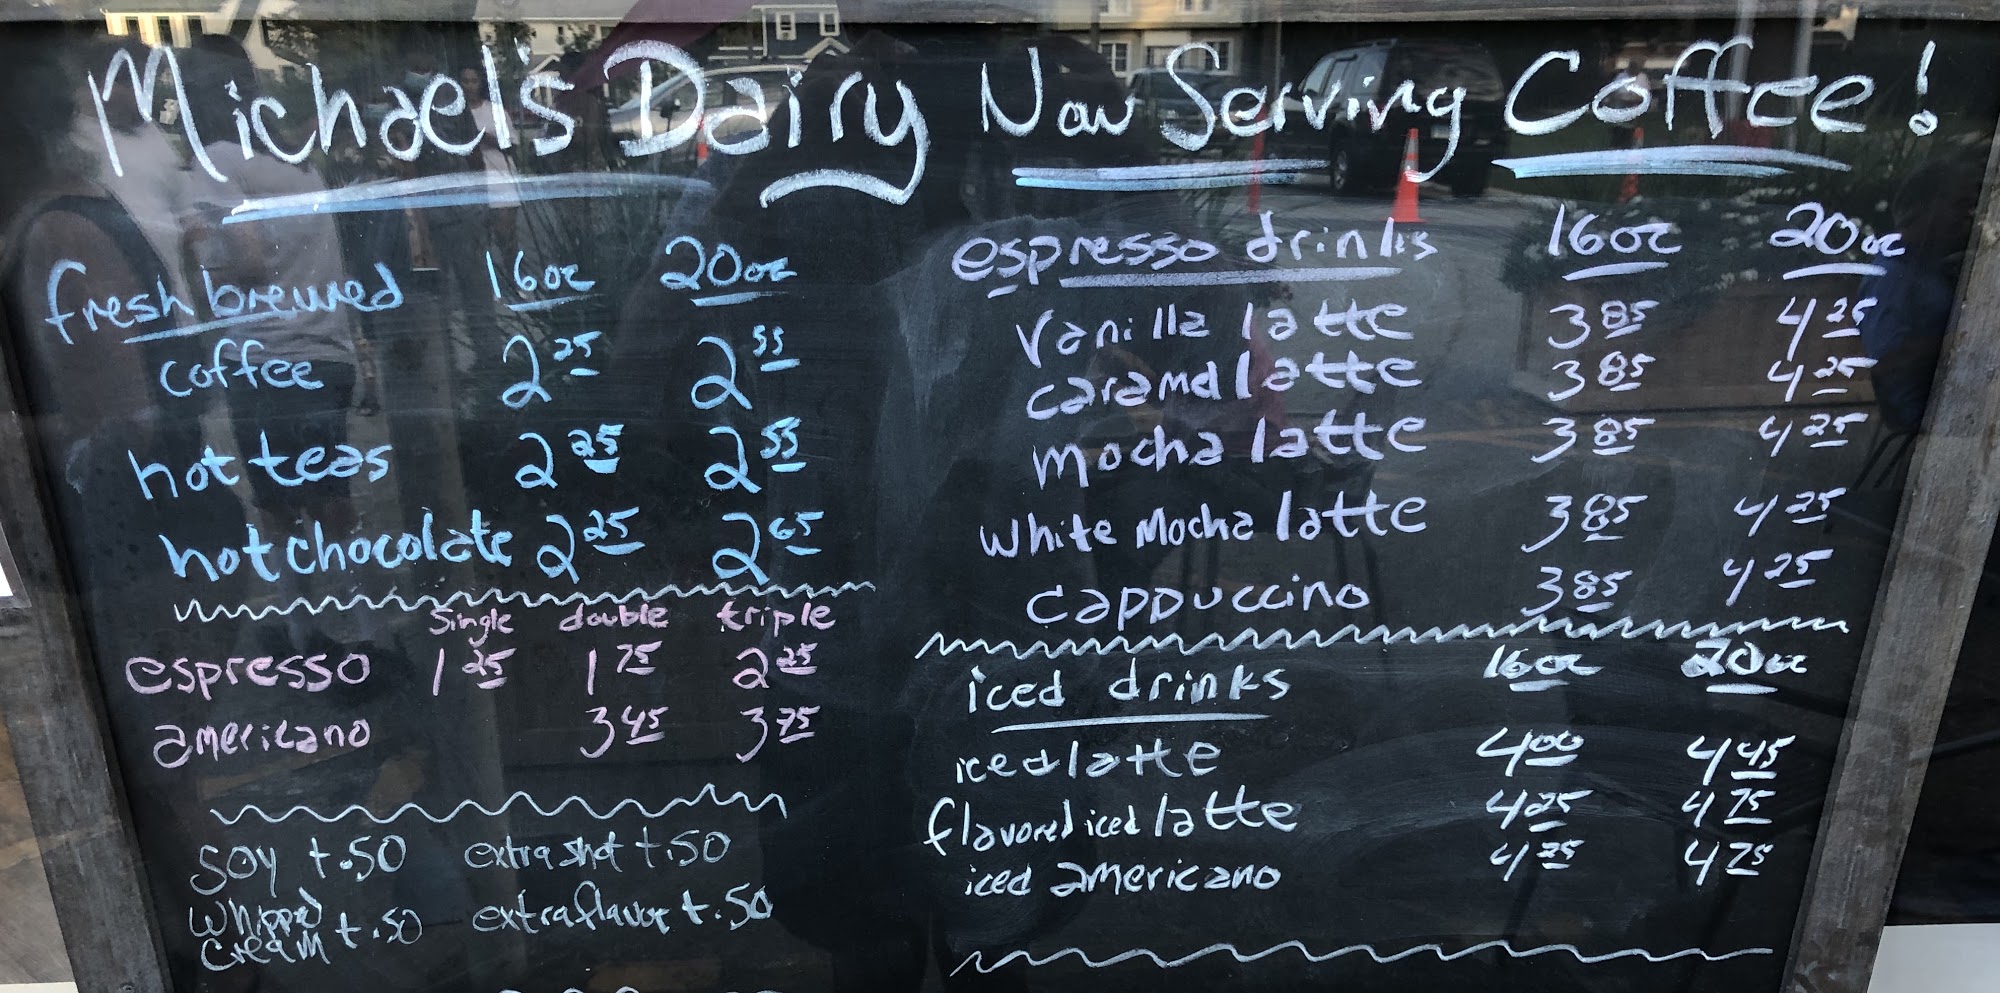 Michael's Dairy Now Serving Coffee!
fresh brewed 16oz 20oz
coffee 2 25 2 55
hot teas 2 25 2 55
hot chocolate 2 25 2 65
single double triple
espresso 1 25 1 75 2 25
americano 3 45 3 75
soy +.50 extra shot +.50
whipped cream +.50 extra flavor +.50
espresso drinks 16oz 20oz
vanilla latte 3 85 4 25
caramel latte 3 85 4 25
mocha latte 3 85 4 25
white mocha latte 3 85 4 25
cappuccino 3 85 4 25
iced drinks 16oz 20oz
iced latte 4 00 4 45
flavored iced latte 4 25 4 75
iced americano 4 25 4 75